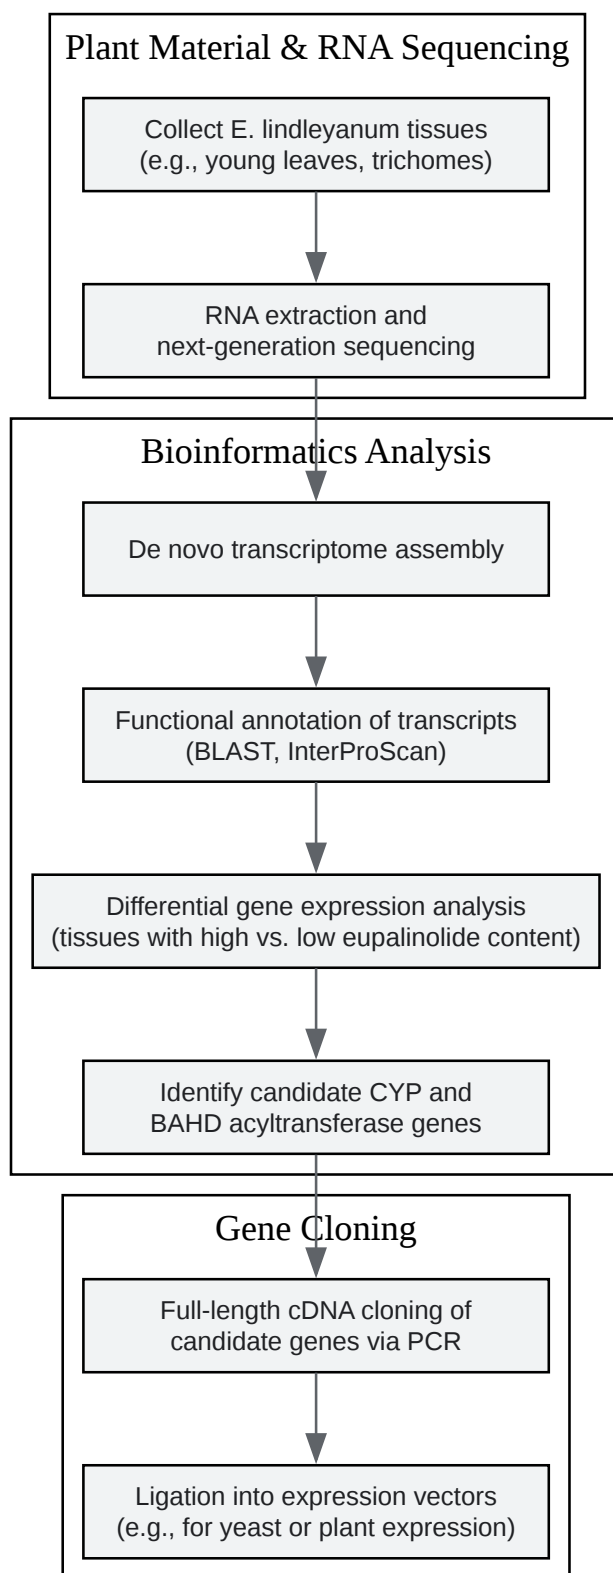 Plant Material & RNA Sequencing
Collect E. lindleyanum tissues
(e.g., young leaves, trichomes)
RNA extraction and
next-generation sequencing
Bioinformatics Analysis
De novo transcriptome assembly
Functional annotation of transcripts
(BLAST, InterProScan)
Differential gene expression analysis
(tissues with high vs. low eupalinolide content)
Identify candidate CYP and
BAHD acyltransferase genes
Gene Cloning
Full-length cDNA cloning of
candidate genes via PCR
Ligation into expression vectors
(e.g., for yeast or plant expression)